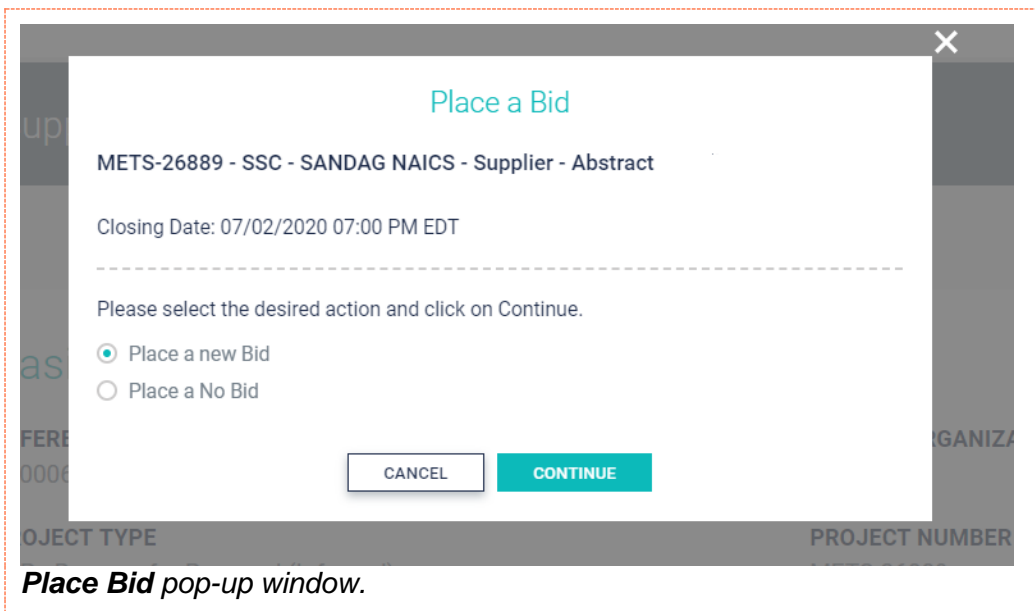 Place a Bid
METS-26889 - SSC - SANDAG NAICS - Supplier - Abstract
Closing Date: 07/02/2020 07:00 PM EDT
Please select the desired action and click on Continue.
Place a new Bid
Place a No Bid
CANCEL CONTINUE
OJECT TYPE PROJECT NUMBER
Place Bid pop-up window.